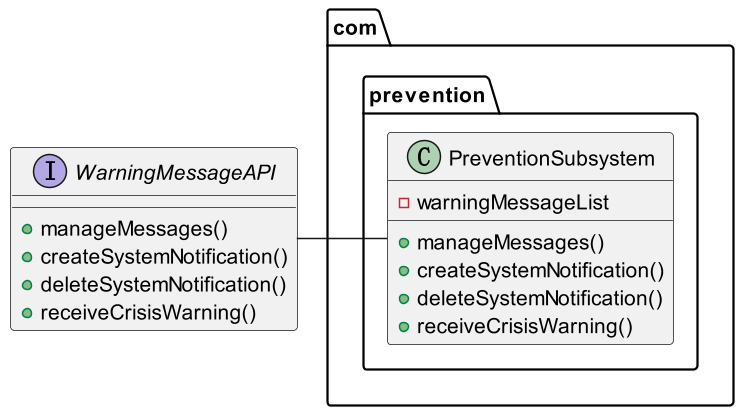 com
prevention
I WarningMessageAPI
manageMessages()
createSystemNotification()
deleteSystemNotification()
receiveCrisisWarning()
C PreventionSubsystem
warningMessageList
manageMessages()
createSystemNotification()
deleteSystemNotification()
receiveCrisisWarning()